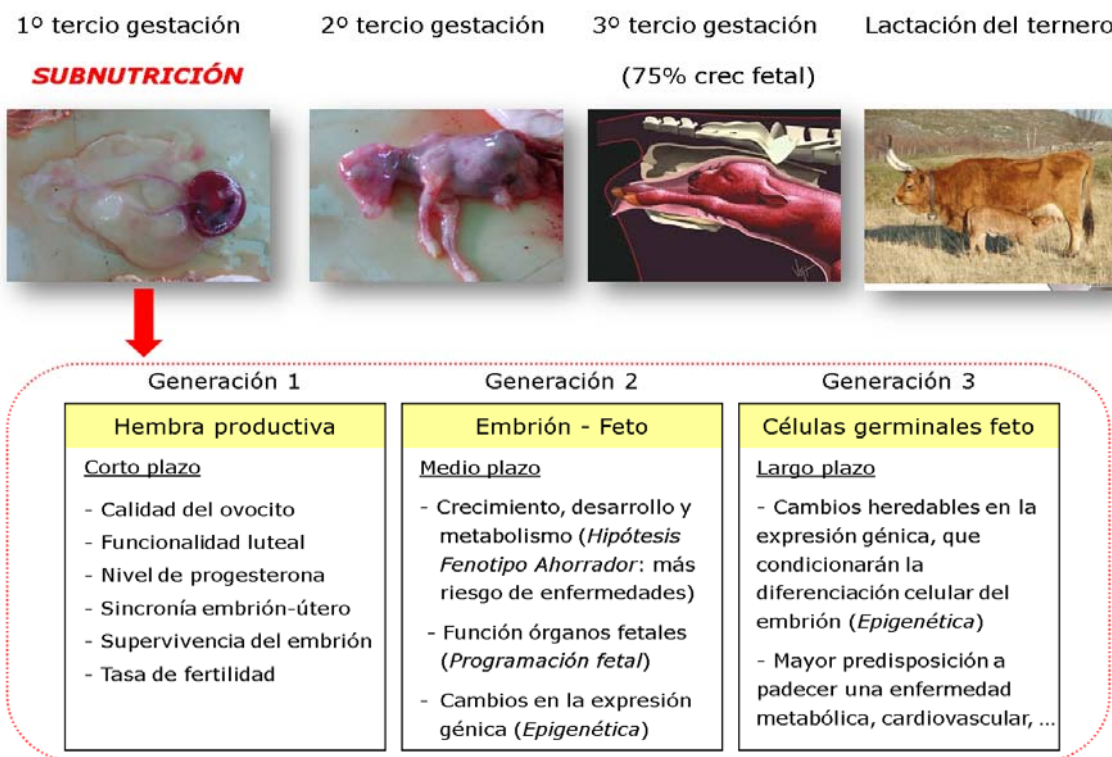 1º tercio gestación
2º tercio gestación
3º tercio gestación
Lactación del ternero
SUBNUTRICIÓN
(75% crec fetal)
Generación 1
Generación 2
Generación 3
Hembra productiva
Corto plazo
- Calidad del ovocito
- Funcionalidad luteal
- Nivel de progesterona
- Sincronía embrión-útero
- Supervivencia del embrión
- Tasa de fertilidad
Embrión - Feto
Medio plazo
- Crecimiento, desarrollo y
metabolismo (Hipótesis
Fenotipo Ahorrador: más
riesgo de enfermedades)
- Función órganos fetales
(Programación fetal)
- Cambios en la expresión
génica (Epigenética)
Células germinales feto
Largo plazo
- Cambios heredables en la
expresión génica, que
condicionarán la
diferenciación celular del
embrión (Epigenética)
- Mayor predisposición a
padecer una enfermedad
metabólica, cardiovascular, ...